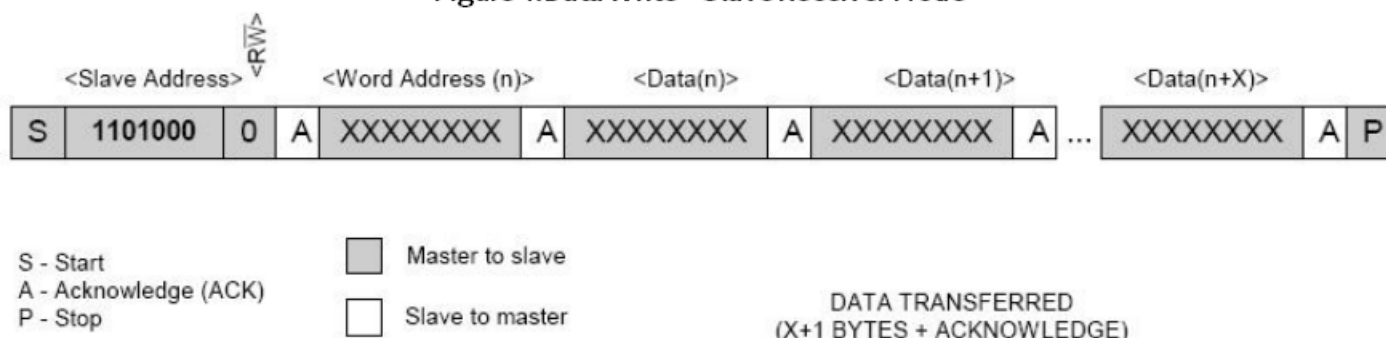 <RW>
<Slave Address> <Word Address (n)> <Data(n)> <Data(n+1)> <Data(n+X)>
S 1101000 0 A XXXXXXXX A XXXXXXXX A XXXXXXXX A ... XXXXXXXX A P
S - Start
A - Acknowledge (ACK)
P - Stop
Master to slave
Slave to master
DATA TRANSFERRED
(X+1 BYTES + ACKNOWLEDGE)